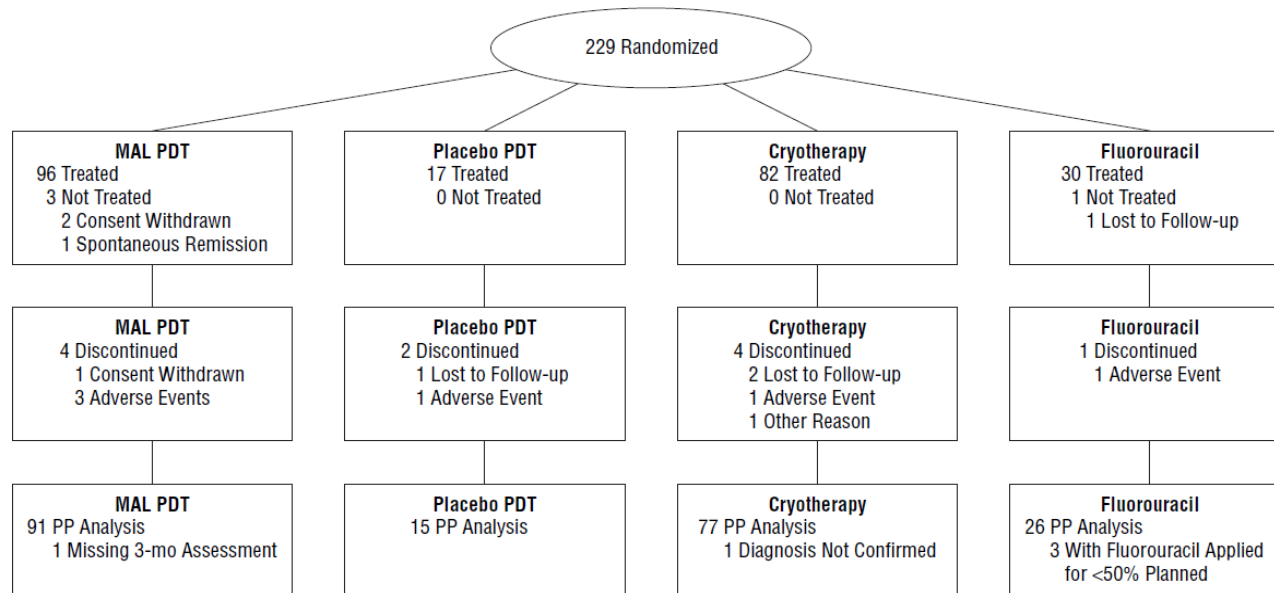 229 Randomized
MAL PDT
96 Treated
3 Not Treated
2 Consent Withdrawn
1 Spontaneous Remission
Placebo PDT
17 Treated
0 Not Treated
Cryotherapy
82 Treated
0 Not Treated
Fluorouracil
30 Treated
1 Not Treated
1 Lost to Follow-up
MAL PDT
4 Discontinued
1 Consent Withdrawn
3 Adverse Events
Placebo PDT
2 Discontinued
1 Lost to Follow-up
1 Adverse Event
Cryotherapy
4 Discontinued
2 Lost to Follow-up
1 Adverse Event
1 Other Reason
Fluorouracil
1 Discontinued
1 Adverse Event
MAL PDT
91 PP Analysis
1 Missing 3-mo Assessment
Placebo PDT
15 PP Analysis
Cryotherapy
77 PP Analysis
1 Diagnosis Not Confirmed
Fluorouracil
26 PP Analysis
3 With Fluorouracil Applied
for <50% Planned